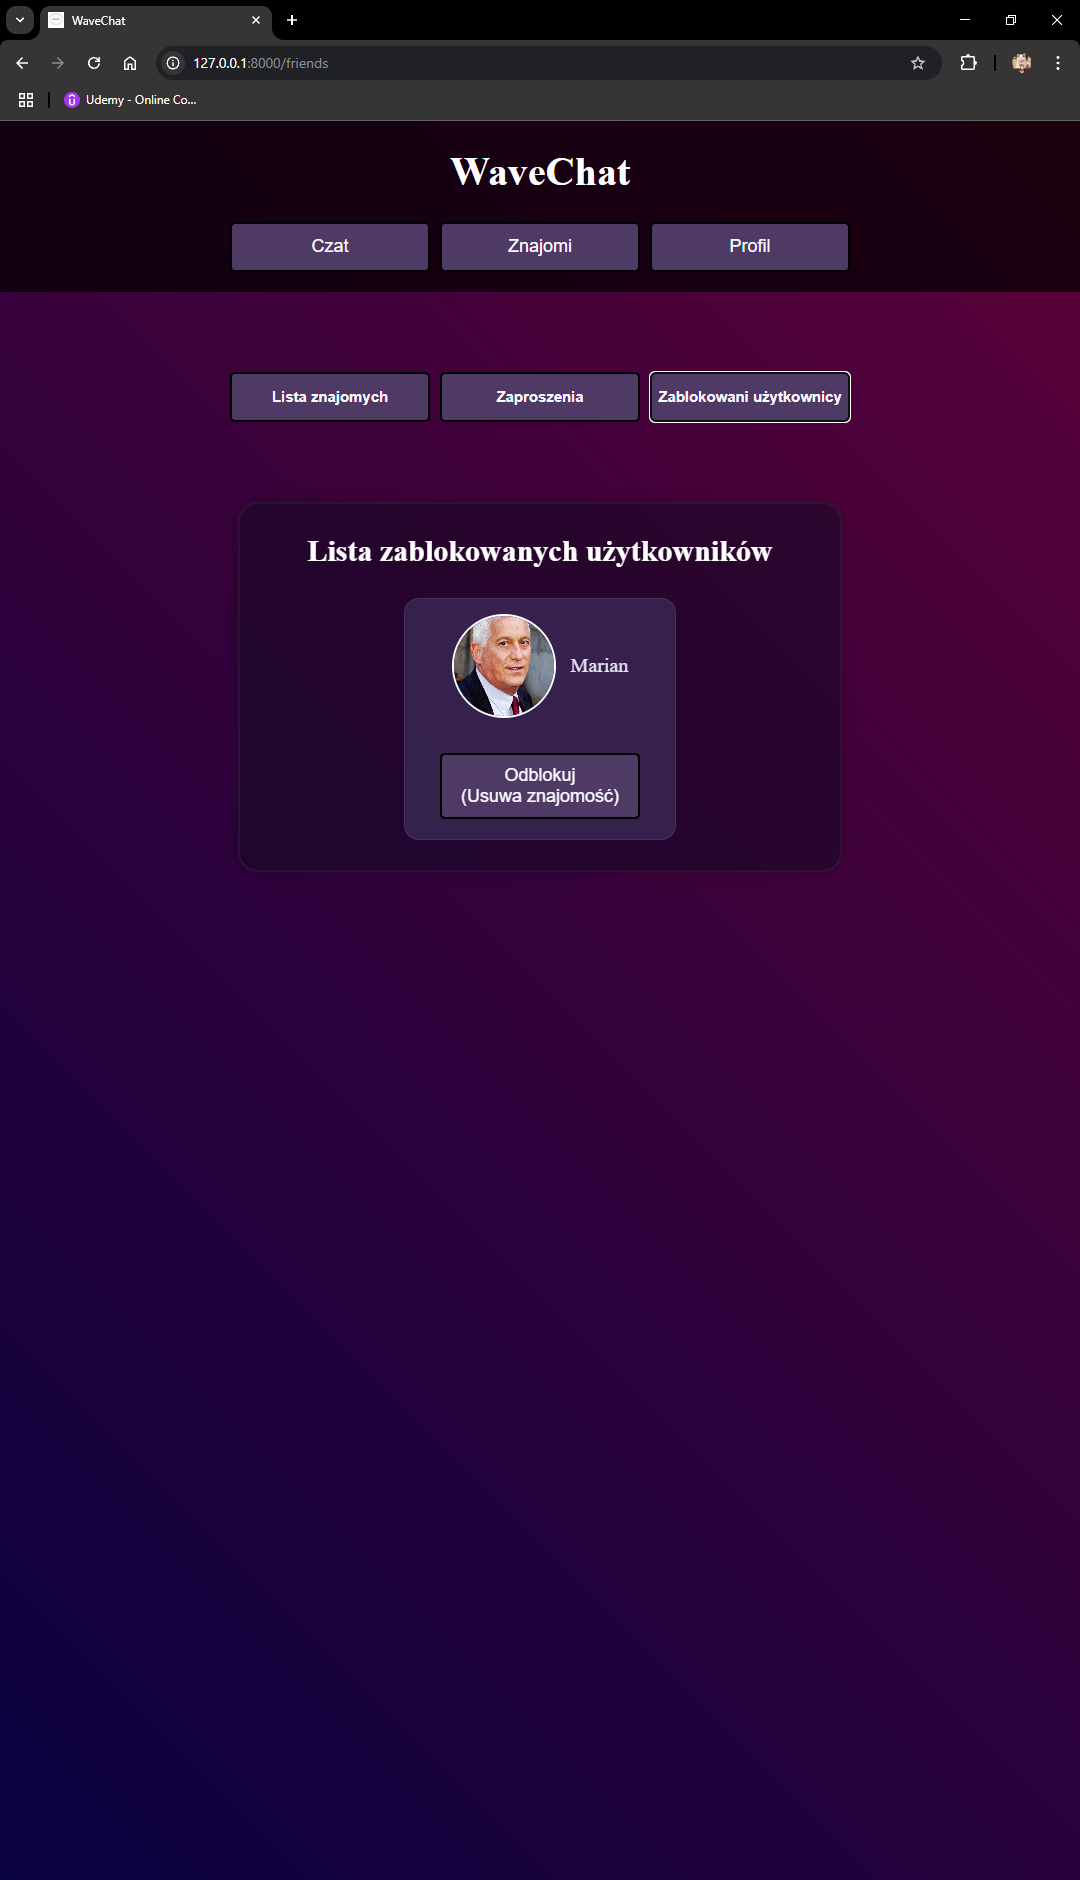 WaveChat
127.0.0.1:8000/friends
Udemy - Online Co...
WaveChat
Czat
Znajomi
Profil
Lista znajomych
Zaproszenia
Zablokowani użytkownicy
Lista zablokowanych użytkowników
Marian
Odblokuj
(Usuwa znajomość)